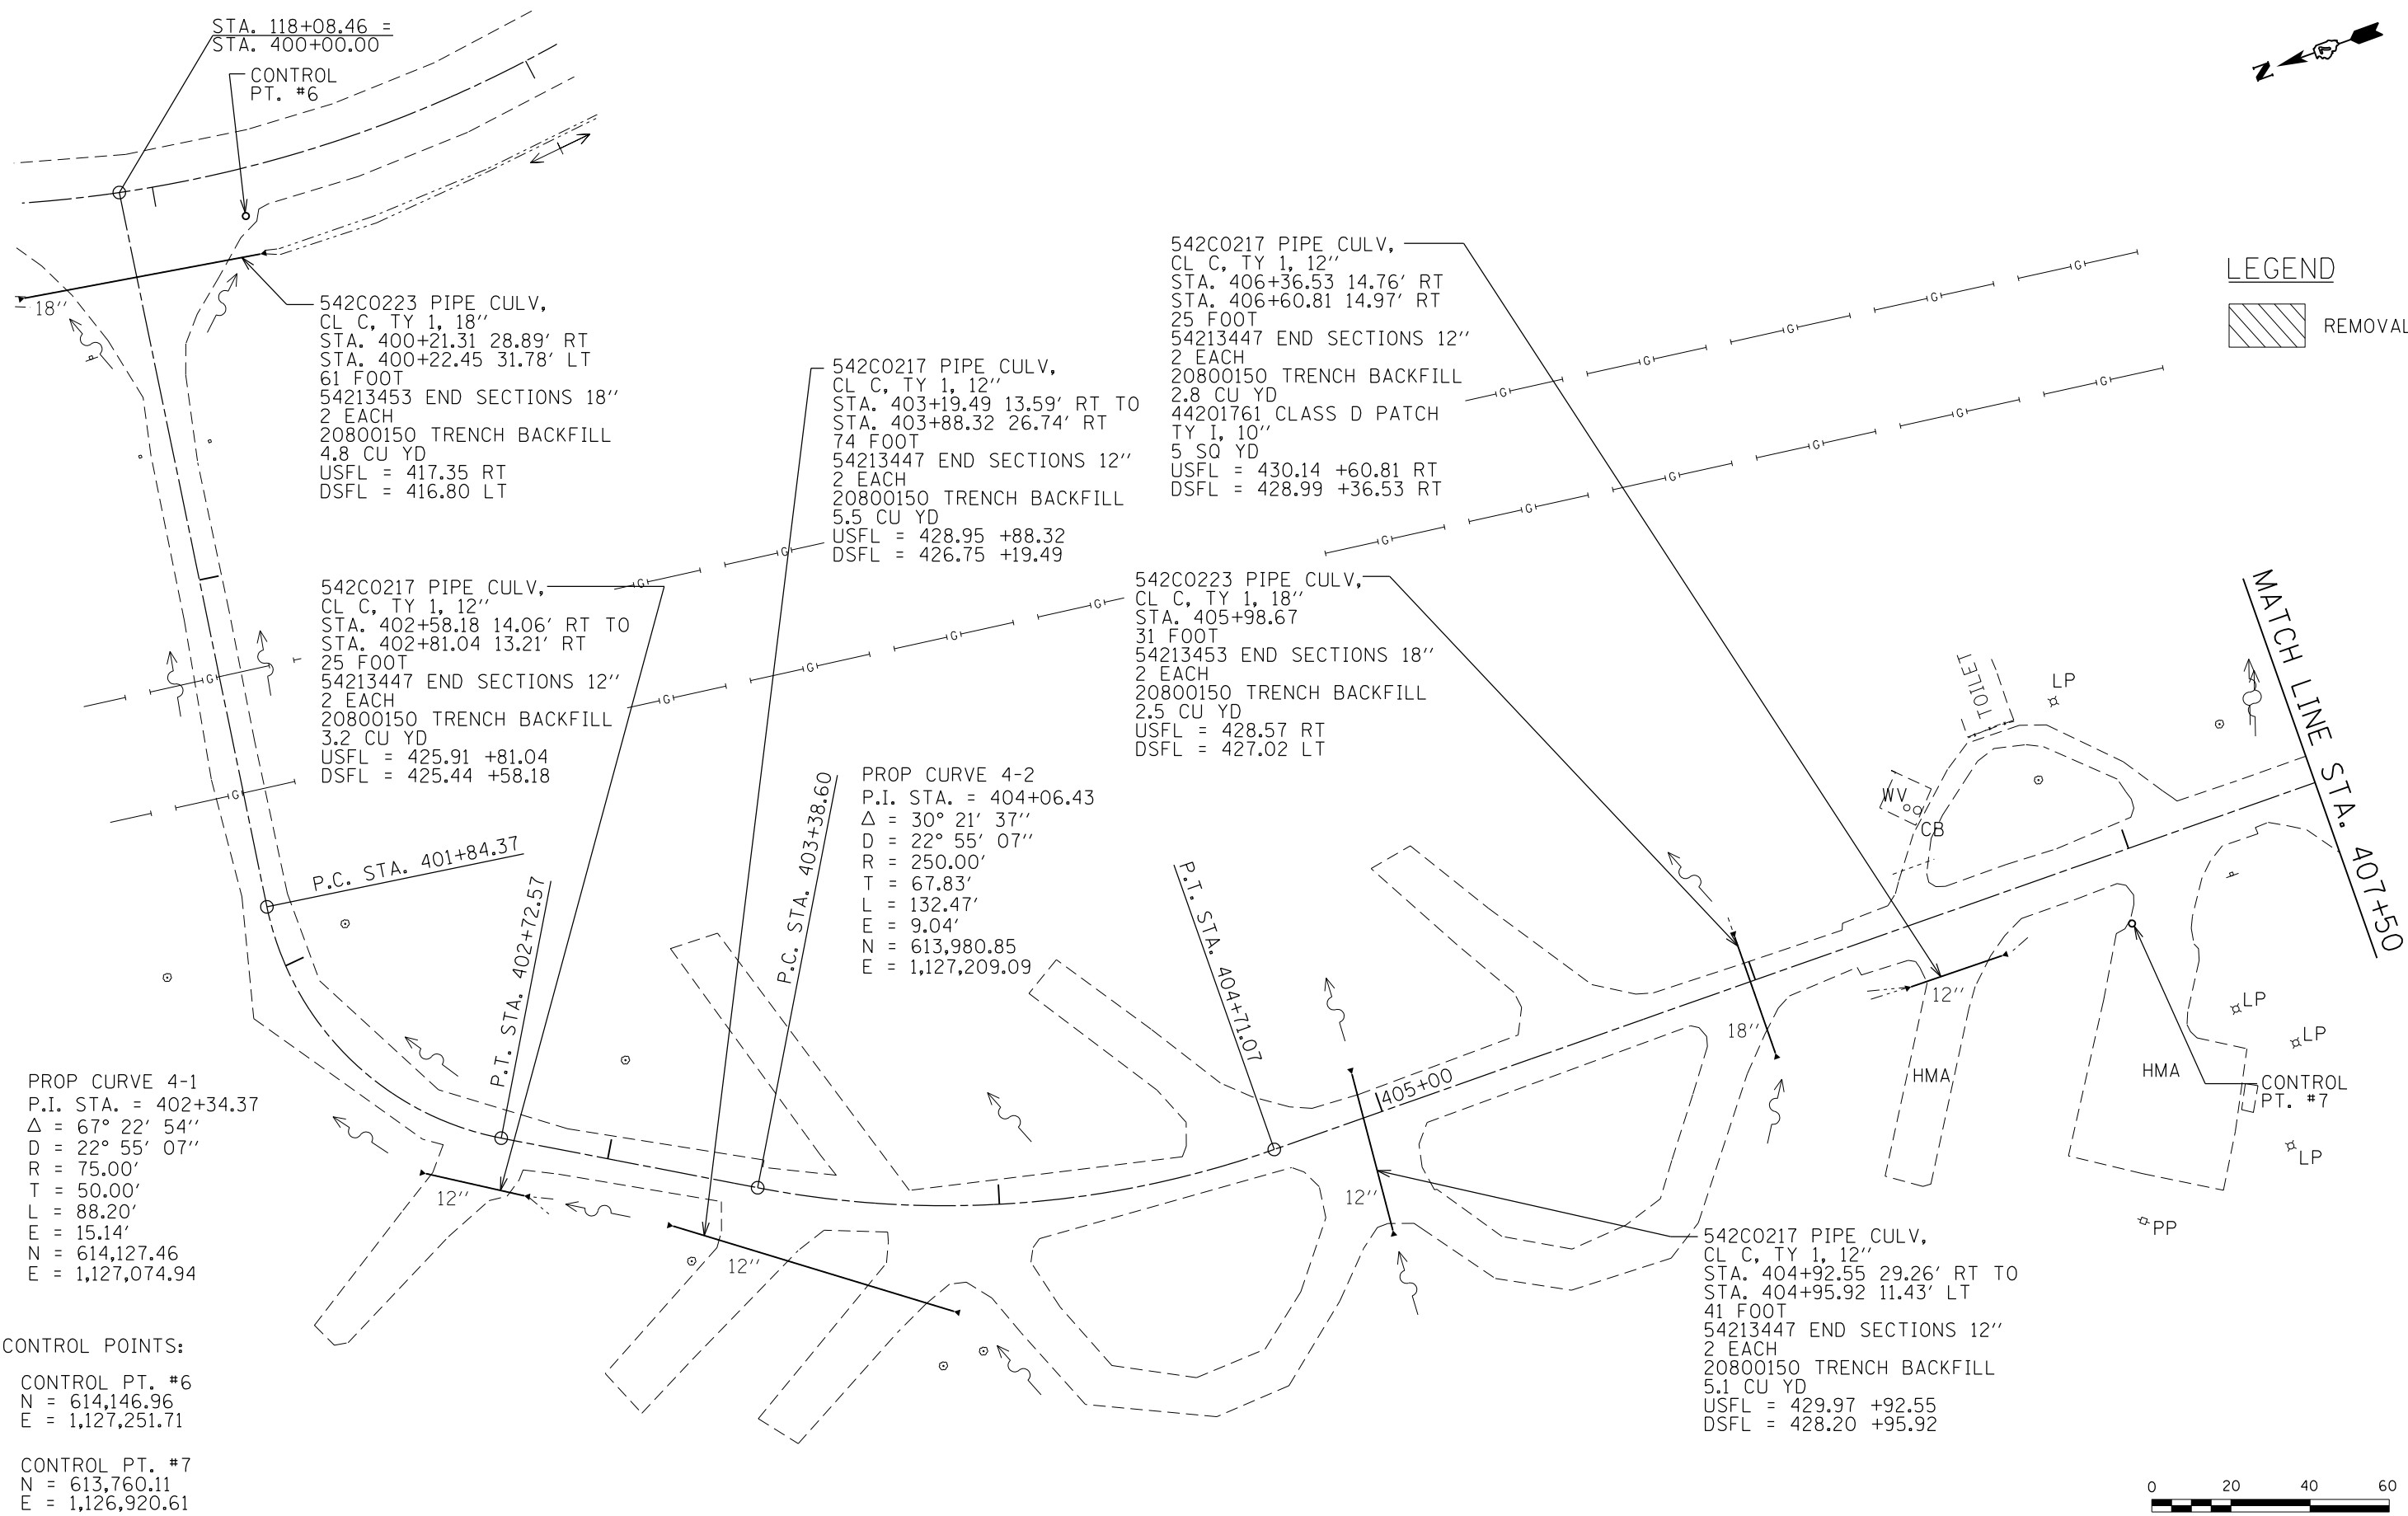 STA. 118+08.46 =
STA. 400+00.00
CONTROL
PT. #6
N
18''
542C0223 PIPE CULV,
CL C, TY 1, 18''
STA. 400+21.31 28.89' RT
STA. 400+22.45 31.78' LT
61 FOOT
54213453 END SECTIONS 18''
2 EACH
20800150 TRENCH BACKFILL
4.8 CU YD
USFL = 417.35 RT
DSFL = 416.80 LT
542C0217 PIPE CULV,
CL C, TY 1, 12''
STA. 403+19.49 13.59' RT TO
STA. 403+88.32 26.74' RT
74 FOOT
54213447 END SECTIONS 12''
2 EACH
20800150 TRENCH BACKFILL
5.5 CU YD
USFL = 428.95 +88.32
DSFL = 426.75 +19.49
542C0217 PIPE CULV,
CL C, TY 1, 12''
STA. 406+36.53 14.76' RT
STA. 406+60.81 14.97' RT
25 FOOT
54213447 END SECTIONS 12''
2 EACH
20800150 TRENCH BACKFILL
2.8 CU YD
44201761 CLASS D PATCH
TY I, 10''
5 SQ YD
USFL = 430.14 +60.81 RT
DSFL = 428.99 +36.53 RT
LEGEND
REMOVAL
542C0217 PIPE CULV,
CL C, TY 1, 12''
STA. 402+58.18 14.06' RT TO
STA. 402+81.04 13.21' RT
25 FOOT
54213447 END SECTIONS 12''
2 EACH
20800150 TRENCH BACKFILL
3.2 CU YD
USFL = 425.91 +81.04
DSFL = 425.44 +58.18
542C0223 PIPE CULV,
CL C, TY 1, 18''
STA. 405+98.67
31 FOOT
54213453 END SECTIONS 18''
2 EACH
20800150 TRENCH BACKFILL
2.5 CU YD
USFL = 428.57 RT
DSFL = 427.02 LT
G G G G G G G
G G G G G G G G G G
G
G
MATCH LINE STA. 407+50
TOILET
LP
WV
CB
P.C. STA. 401+84.37
P.T. STA. 402+72.57
P.C. STA. 403+38.60
PROP CURVE 4-2
P.I. STA. = 404+06.43
Δ = 30° 21' 37''
D = 22° 55' 07''
R = 250.00'
T = 67.83'
L = 132.47'
E = 9.04'
N = 613,980.85
E = 1,127,209.09
P.T. STA. 404+71.07
405+00
18''
12''
HMA
HMA
LP
LP
LP
PP
CONTROL
PT. #7
12''
12''
12''
PROP CURVE 4-1
P.I. STA. = 402+34.37
Δ = 67° 22' 54''
D = 22° 55' 07''
R = 75.00'
T = 50.00'
L = 88.20'
E = 15.14'
N = 614,127.46
E = 1,127,074.94
542C0217 PIPE CULV,
CL C, TY 1, 12''
STA. 404+92.55 29.26' RT TO
STA. 404+95.92 11.43' LT
41 FOOT
54213447 END SECTIONS 12''
2 EACH
20800150 TRENCH BACKFILL
5.1 CU YD
USFL = 429.97 +92.55
DSFL = 428.20 +95.92
CONTROL POINTS:
CONTROL PT. #6
N = 614,146.96
E = 1,127,251.71
CONTROL PT. #7
N = 613,760.11
E = 1,126,920.61
0 20 40 60